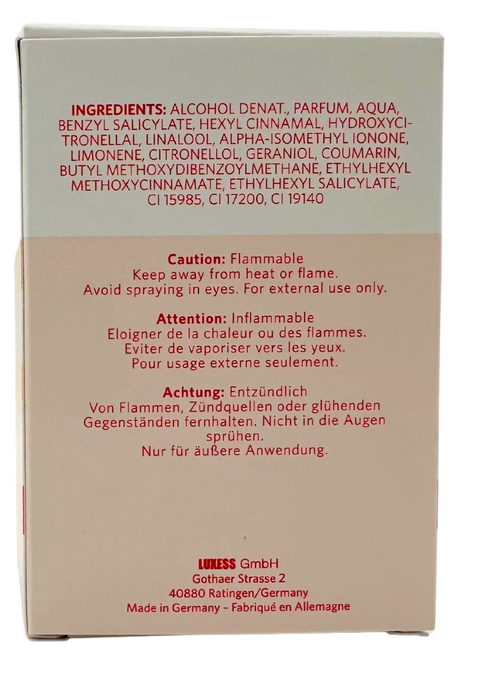 INGREDIENTS: ALCOHOL DENAT., PARFUM, AQUA,
BENZYL SALICYLATE, HEXYL CINNAMAL, HYDROXYCI-
TRONELLAL, LINALOOL, ALPHA-ISOMETHYL IONONE,
LIMONENE, CITRONELLOL, GERANIOL, COUMARIN,
BUTYL METHOXYDIBENZOYLMETHANE, ETHYLHEXYL
METHOXYCINNAMATE, ETHYLHEXYL SALICYLATE,
CI 15985, CI 17200, CI 19140
Caution: Flammable
Keep away from heat or flame.
Avoid spraying in eyes. For external use only.
Attention: Inflammable
Eloigner de la chaleur ou des flammes.
Eviter de vaporiser vers les yeux.
Pour usage externe seulement.
Achtung: Entzündlich
Von Flammen, Zündquellen oder glühenden
Gegenständen fernhalten. Nicht in die Augen
sprühen.
Nur für äußere Anwendung.
LUXESS GmbH
Gothaer Strasse 2
40880 Ratingen/Germany
Made in Germany - Fabriqué en Allemagne